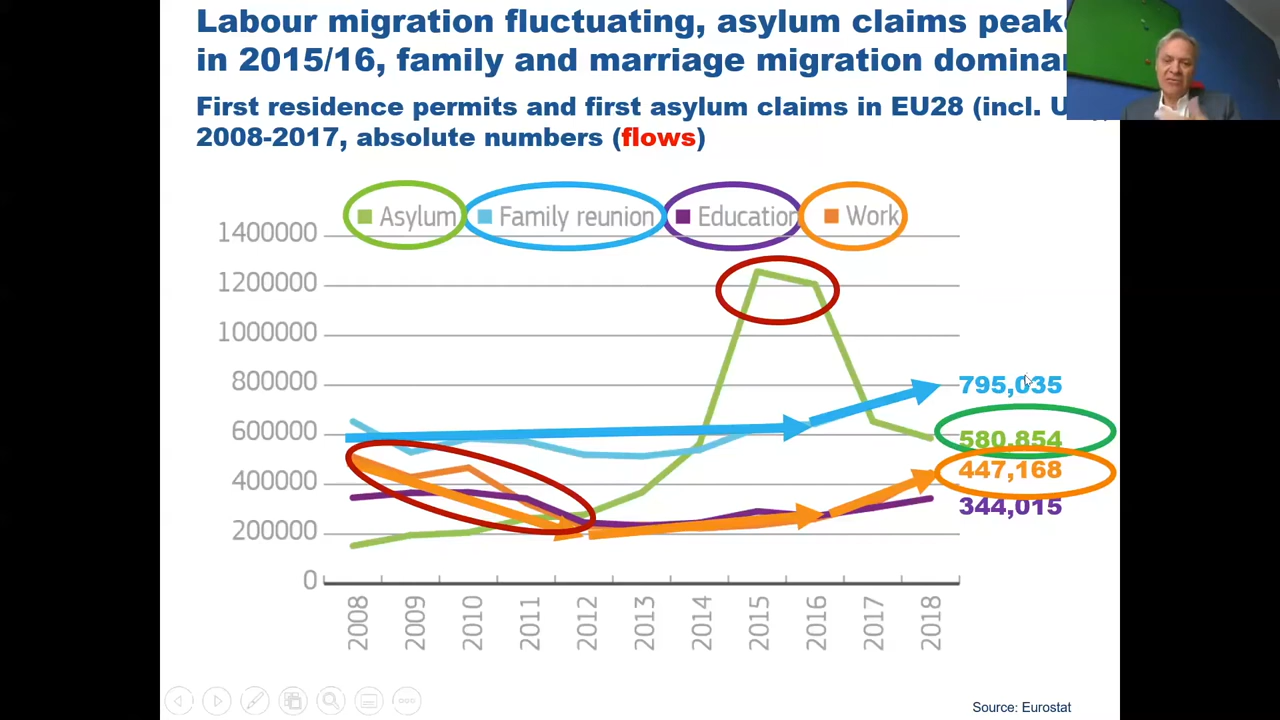 Labour migration fluctuating, asylum claims
in 2015/16, family and marriage migration
First residence permits and first asylum claims in EU28 (incl.
2008-2017, absolute numbers (flows)
Asylum Family reunion Education Work
1400000
1200000
1000000
800000
795,035
600000
580,854
447,168
400000
344,015
200000
0
2008 2009 2010 2011 2012 2013 2014 2015 2016 2017 2018
Source: Eurostat